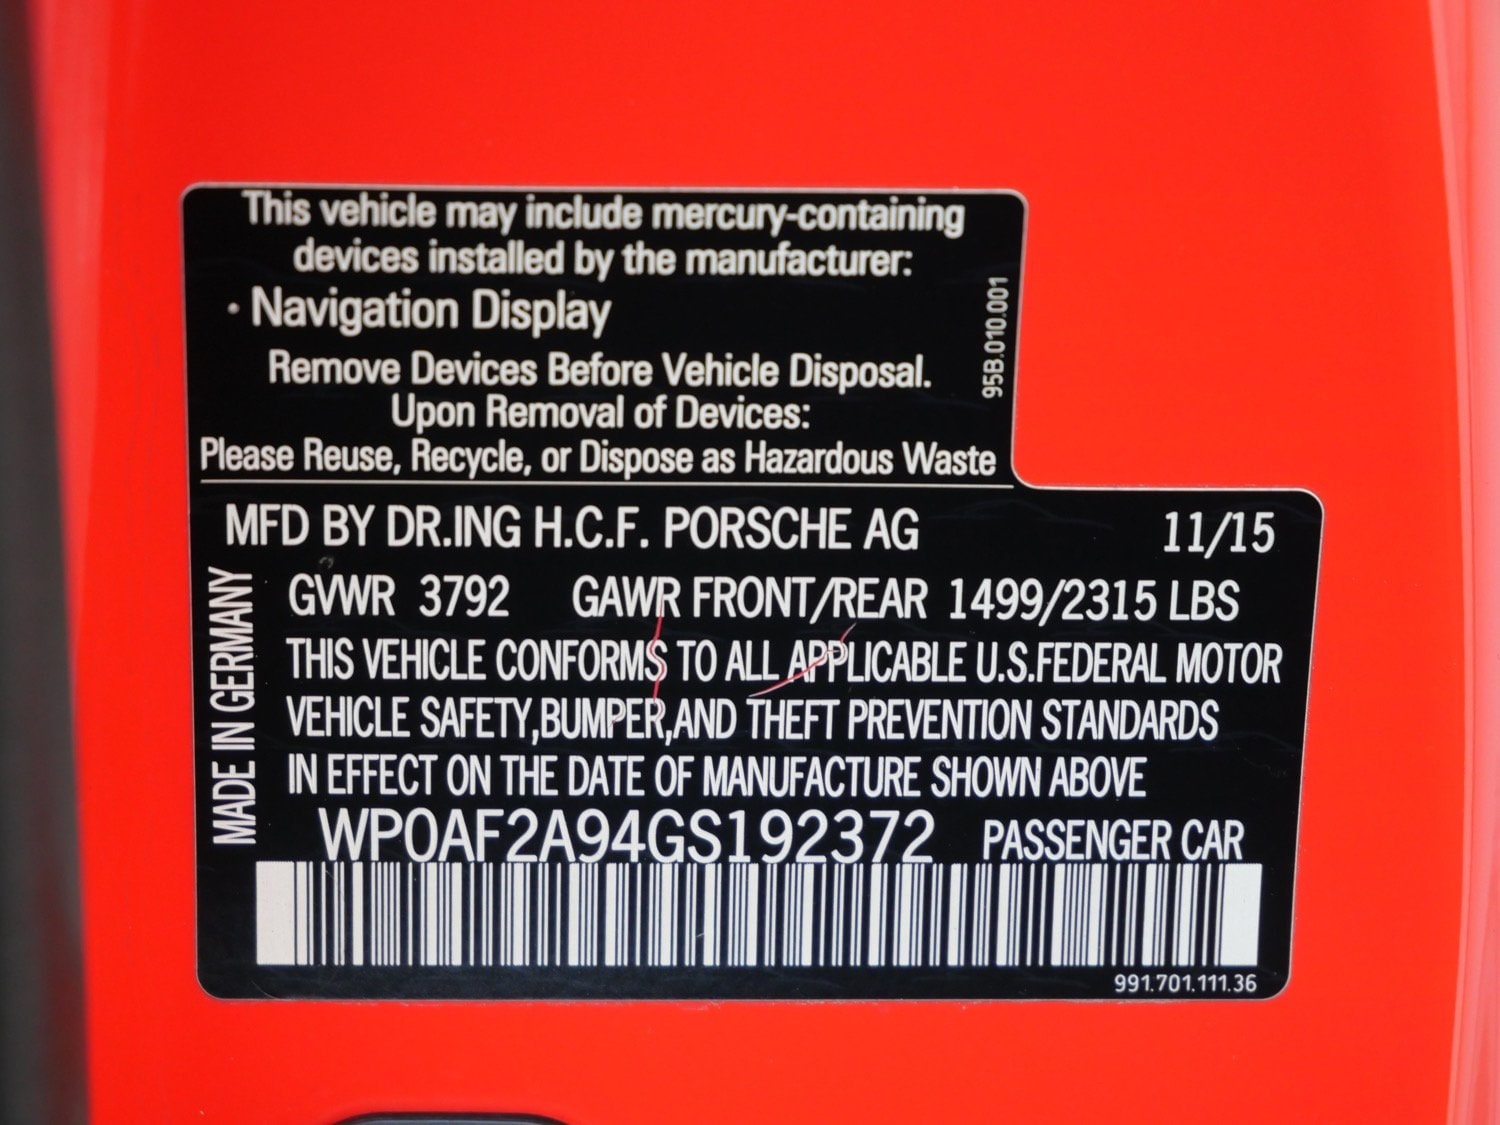 This vehicle may include mercury-containing
devices installed by the manufacturer:
· Navigation Display
Remove Devices Before Vehicle Disposal.
Upon Removal of Devices:
Please Reuse, Recycle, or Dispose as Hazardous Waste
95B.010.001
MFD BY DR.ING H.C.F. PORSCHE AG 11/15
GVWR 3792 GAWR FRONT/REAR 1499/2315 LBS
THIS VEHICLE CONFORMS TO ALL APPLICABLE U.S.FEDERAL MOTOR
VEHICLE SAFETY,BUMPER,AND THEFT PREVENTION STANDARDS
IN EFFECT ON THE DATE OF MANUFACTURE SHOWN ABOVE
MADE IN GERMANY
WP0AF2A94GS192372 PASSENGER CAR
991.701.111.36